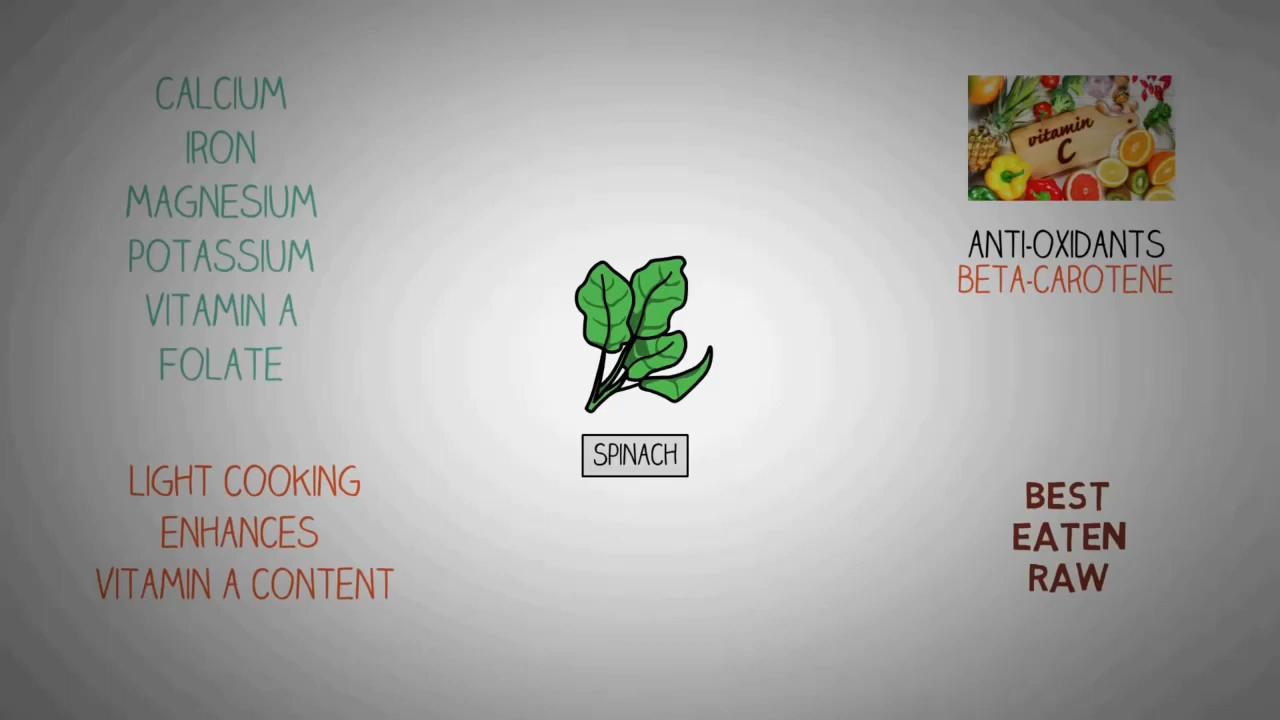 CALCIUM
IRON
MAGNESIUM
POTASSIUM
VITAMIN A
FOLATE
LIGHT COOKING
ENHANCES
VITAMIN A CONTENT
SPINACH
vitamin
C
ANTI-OXIDANTS
BETA-CAROTENE
BEST
EATEN
RAW